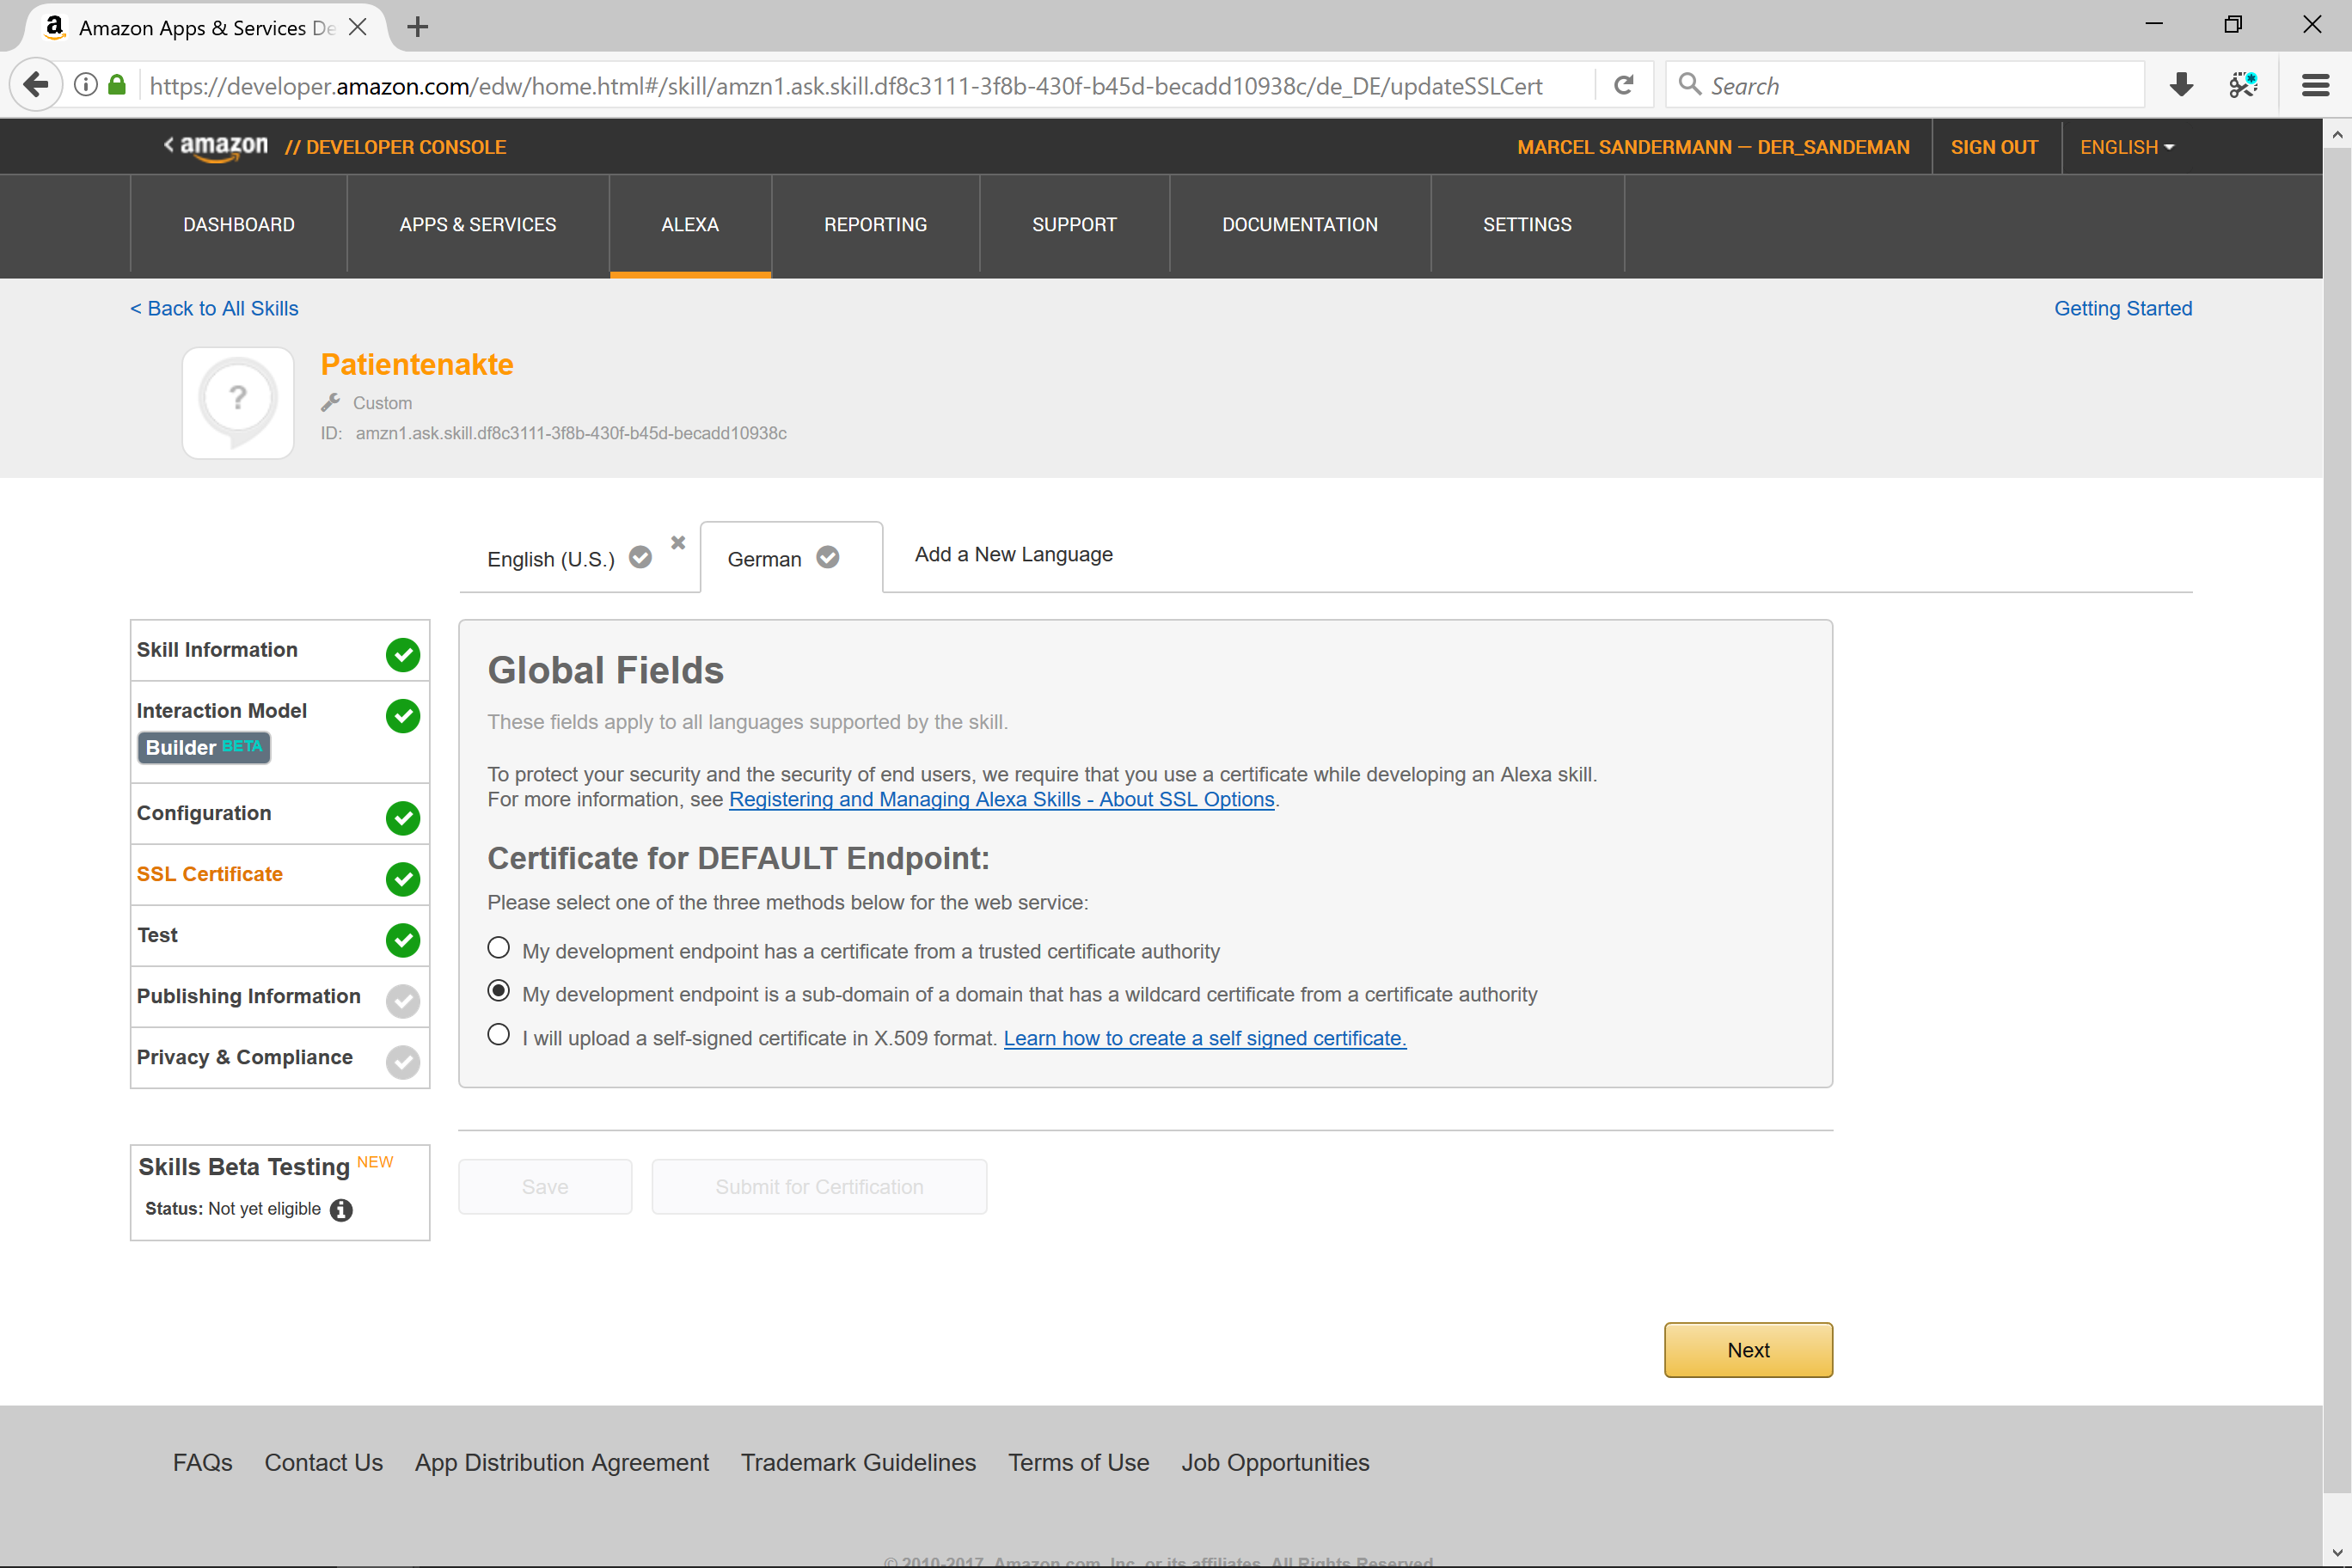 Amazon Apps & Services De
https://developer.amazon.com/edw/home.html#/skill/amzn1.ask.skill.df8c3111-3f8b-430f-b45d-becadd10938c/de_DE/updateSSLCert
Search
amazon // DEVELOPER CONSOLE
MARCEL SANDERMANN — DER_SANDEMAN
SIGN OUT
ENGLISH
DASHBOARD
APPS & SERVICES
ALEXA
REPORTING
SUPPORT
DOCUMENTATION
SETTINGS
< Back to All Skills
Getting Started
?
Patientenakte
Custom
ID: amzn1.ask.skill.df8c3111-3f8b-430f-b45d-becadd10938c
English (U.S.)
German
Add a New Language
Skill Information
Interaction Model
Builder BETA
Configuration
SSL Certificate
Test
Publishing Information
Privacy & Compliance
Global Fields
These fields apply to all languages supported by the skill.
To protect your security and the security of end users, we require that you use a certificate while developing an Alexa skill.
For more information, see Registering and Managing Alexa Skills - About SSL Options.
Certificate for DEFAULT Endpoint:
Please select one of the three methods below for the web service:
My development endpoint has a certificate from a trusted certificate authority
My development endpoint is a sub-domain of a domain that has a wildcard certificate from a certificate authority
I will upload a self-signed certificate in X.509 format. Learn how to create a self signed certificate.
Skills Beta Testing NEW
Status: Not yet eligible
Save
Submit for Certification
Next
FAQs
Contact Us
App Distribution Agreement
Trademark Guidelines
Terms of Use
Job Opportunities
© 2010-2017, Amazon.com, Inc. or its affiliates. All Rights Reserved.